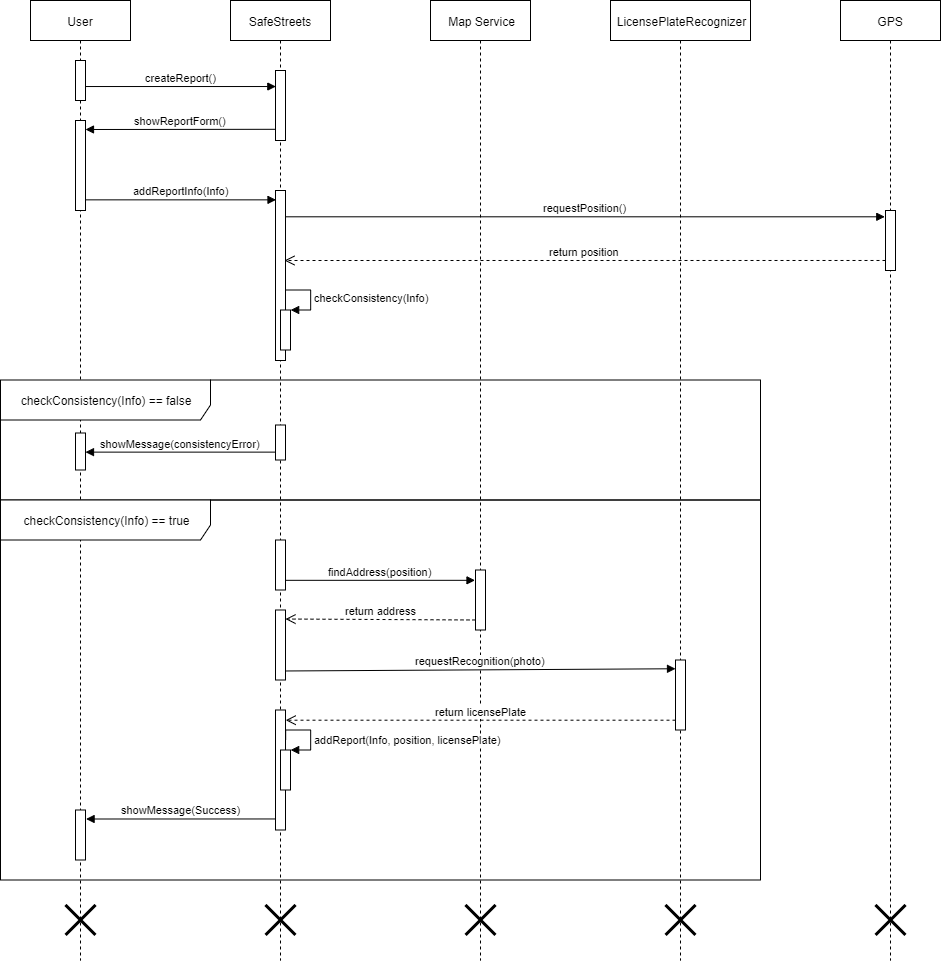 User
SafeStreets
Map Service
LicensePlateRecognizer
GPS
createReport()
showReportForm()
addReportInfo(Info)
requestPosition()
return position
checkConsistency(Info)
checkConsistency(Info) == false
showMessage(consistencyError)
checkConsistency(Info) == true
findAddress(position)
return address
requestRecognition(photo)
return licensePlate
addReport(Info, position, licensePlate)
showMessage(Success)